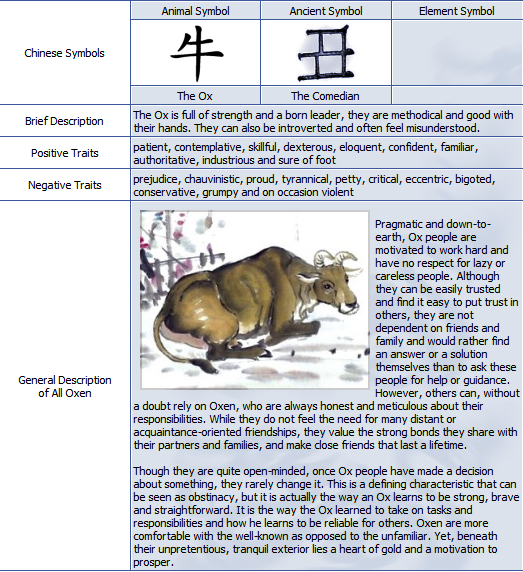 Animal Symbol
Ancient Symbol
Element Symbol
Chinese Symbols
牛
丑
The Ox
The Comedian
Brief Description
The Ox is full of strength and a born leader, they are methodical and good with
their hands. They can also be introverted and often feel misunderstood.
Positive Traits
patient, contemplative, skillful, dexterous, eloquent, confident, familiar,
authoritative, industrious and sure of foot
Negative Traits
prejudice, chauvinistic, proud, tyrannical, petty, critical, eccentric, bigoted,
conservative, grumpy and on occasion violent
General Description
of All Oxen
Pragmatic and down-to-
earth, Ox people are
motivated to work hard and
have no respect for lazy or
careless people. Although
they can be easily trusted
and find it easy to put trust in
others, they are not
dependent on friends and
family and would rather find
an answer or a solution
themselves than to ask these
people for help or guidance.
However, others can, without
a doubt rely on Oxen, who are always honest and meticulous about their
responsibilities. While they do not feel the need for many distant or
acquaintance-oriented friendships, they value the strong bonds they share with
their partners and families, and make close friends that last a lifetime.
Though they are quite open-minded, once Ox people have made a decision
about something, they rarely change it. This is a defining characteristic that can
be seen as obstinacy, but it is actually the way an Ox learns to be strong, brave
and straightforward. It is the way the Ox learned to take on tasks and
responsibilities and how he learns to be reliable for others. Oxen are more
comfortable with the well-known as opposed to the unfamiliar. Yet, beneath
their unpretentious, tranquil exterior lies a heart of gold and a motivation to
prosper.